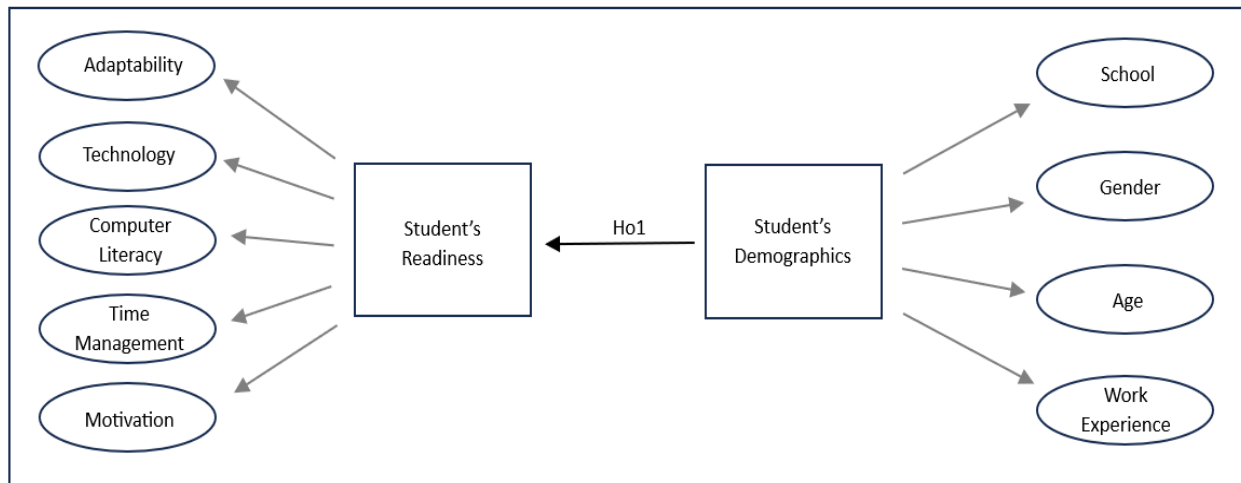 Adaptability
Technology
Computer
Literacy
Time
Management
Motivation
Student’s
Readiness
Ho1
Student’s
Demographics
School
Gender
Age
Work
Experience